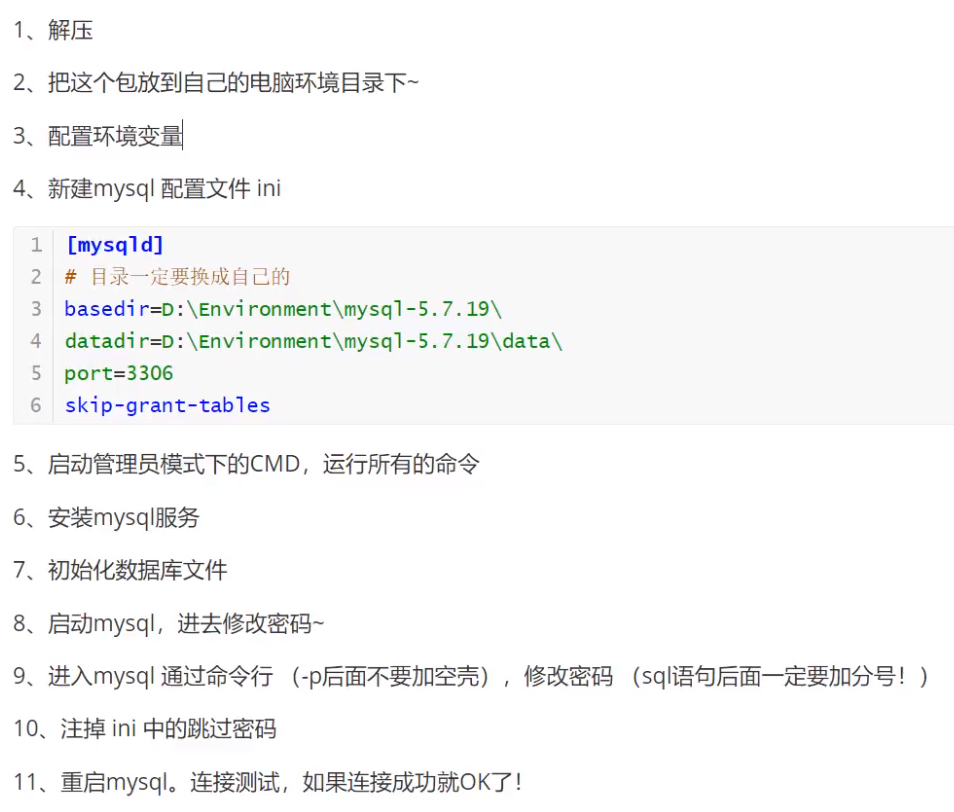 1、解压
2、把这个包放到自己的电脑环境目录下~
3、配置环境变量
4、新建mysql 配置文件 ini
1 [mysqld]
2 # 目录一定要换成自己的
3 basedir=D:\Environment\mysql-5.7.19\
4 datadir=D:\Environment\mysql-5.7.19\data\
5 port=3306
6 skip-grant-tables
5、启动管理员模式下的CMD，运行所有的命令
6、安装mysql服务
7、初始化数据库文件
8、启动mysql，进去修改密码~
9、进入mysql 通过命令行 （-p后面不要加空壳），修改密码 （sql语句后面一定要加分号！）
10、注掉 ini 中的跳过密码
11、重启mysql。连接测试，如果连接成功就OK了！